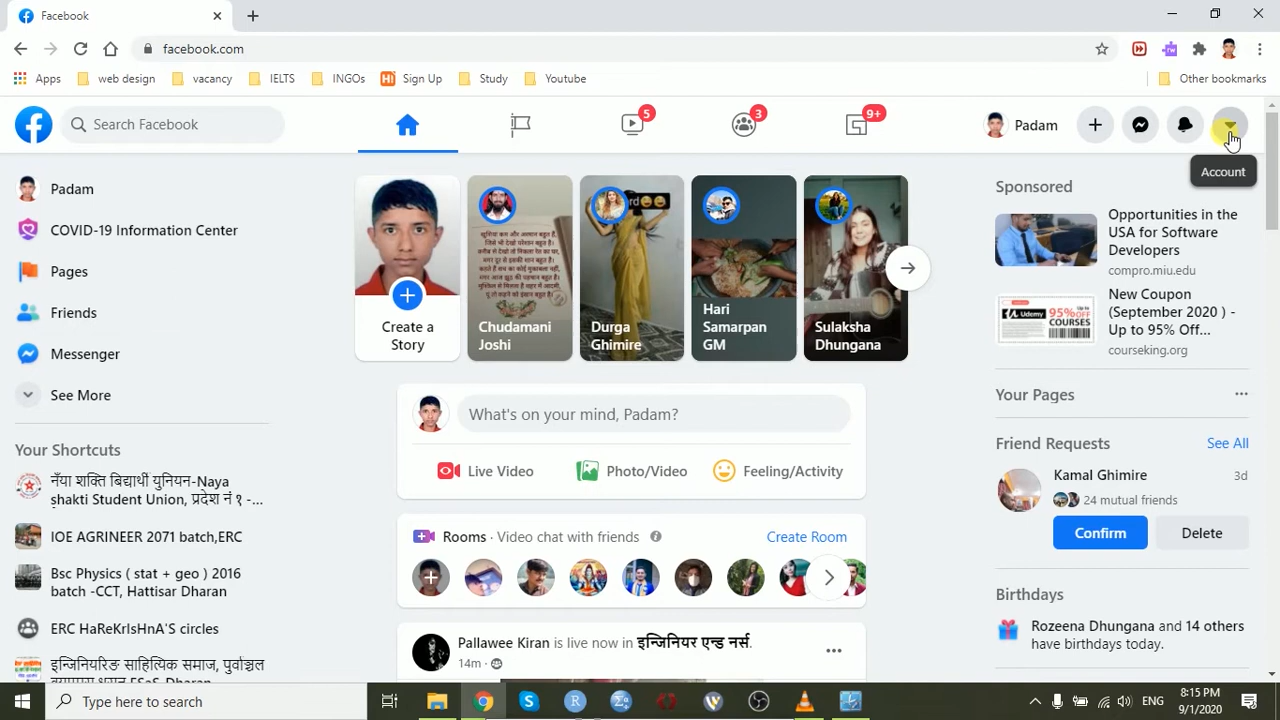 Facebook
facebook.com
Apps
web design
vacancy
IELTS
INGOs
Hi Sign Up
Study
Youtube
Other bookmarks
Search Facebook
5
3
9+
Padam
Account
Padam
COVID-19 Information Center
Pages
Friends
Messenger
See More
Your Shortcuts
नँया शक्ति बिद्यार्थी युनियन-Naya
shakti Student Union, प्रदेश नं १ -...
IOE AGRINEER 2071 batch,ERC
Bsc Physics ( stat + geo ) 2016
batch -CCT, Hattisar Dharan
ERC HaReKrIsHnA'S circles
इन्जिनियरिङ साहित्यिक समाज, पुर्वाञ्चल
Create a
Story
Chudamani
Joshi
Durga
Ghimire
Hari
Samarpan
GM
Sulaksha
Dhungana
What's on your mind, Padam?
Live Video
Photo/Video
Feeling/Activity
Rooms · Video chat with friends
Create Room
Pallawee Kiran is live now in इन्जिनियर एन्ड नर्स.
14m ·
Sponsored
Opportunities in the
USA for Software
Developers
compro.miu.edu
Udemy
95% OFF
COURSES
New Coupon
(September 2020 ) -
Up to 95% Off...
courseking.org
Your Pages
Friend Requests
See All
Kamal Ghimire
3d
24 mutual friends
Confirm
Delete
Birthdays
Rozeena Dhungana and 14 others
have birthdays today.
Type here to search
ENG
8:15 PM
9/1/2020